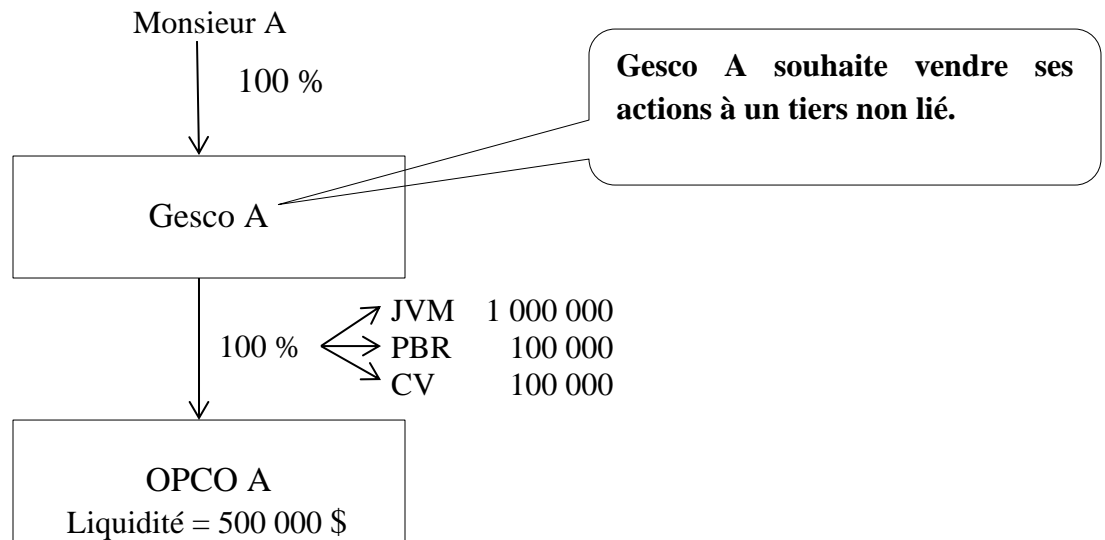 Monsieur A
100 %
Gesco A souhaite vendre ses
actions à un tiers non lié.
Gesco A
JVM 1 000 000
100 % PBR 100 000
CV 100 000
OPCO A
Liquidité = 500 000 $